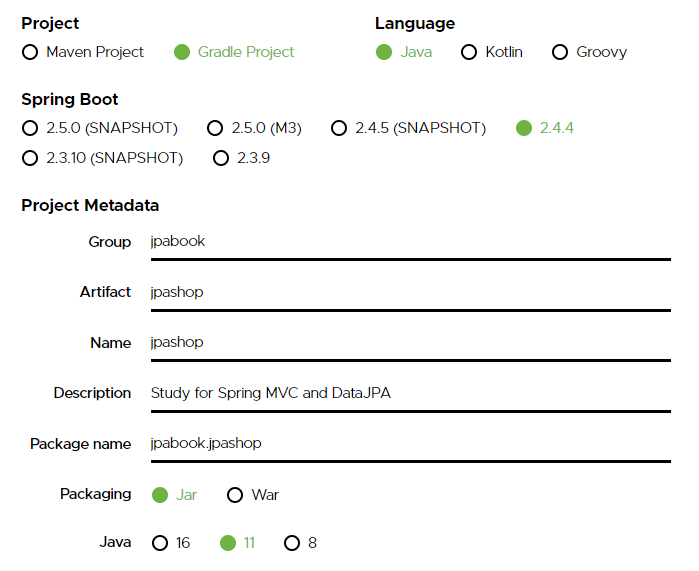 Project Language
Maven Project Gradle Project Java Kotlin Groovy
Spring Boot
2.5.0 (SNAPSHOT) 2.5.0 (M3) 2.4.5 (SNAPSHOT) 2.4.4
2.3.10 (SNAPSHOT) 2.3.9
Project Metadata
Group jpabook
Artifact jpashop
Name jpashop
Description Study for Spring MVC and DataJPA
Package name jpabook.jpashop
Packaging Jar War
Java 16 11 8